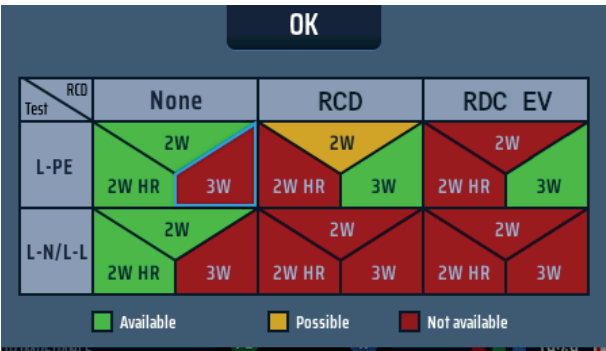 OK
RCD
Test
None
RCD
RDC EV
L-PE
2W
2W HR
3W
2W
2W HR
3W
2W
2W HR
3W
L-N/L-L
2W
2W HR
3W
2W
2W HR
3W
2W
2W HR
3W
Available
Possible
Not available